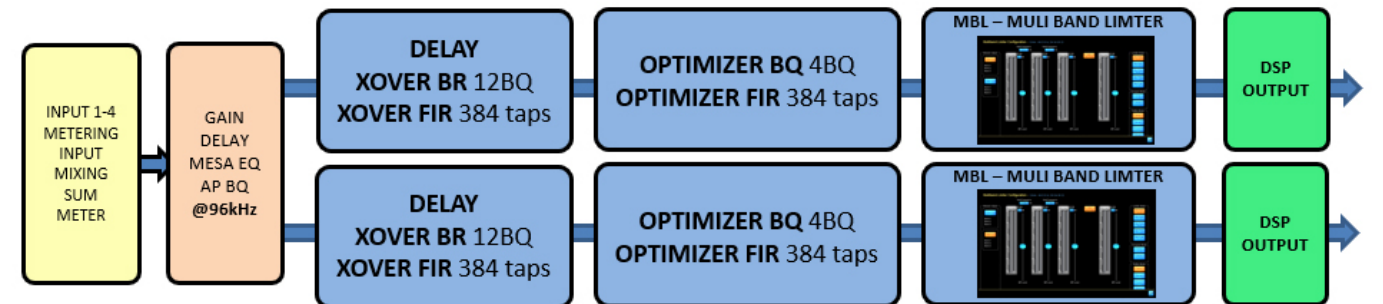 INPUT 1-4
METERING
INPUT
MIXING
SUM
METER
GAIN
DELAY
MESA EQ
AP BQ
@96kHz
DELAY
XOVER BR 12BQ
XOVER FIR 384 taps
OPTIMIZER BQ 4BQ
OPTIMIZER FIR 384 taps
MBL – MULI BAND LIMTER
DSP
OUTPUT
DELAY
XOVER BR 12BQ
XOVER FIR 384 taps
OPTIMIZER BQ 4BQ
OPTIMIZER FIR 384 taps
MBL – MULI BAND LIMTER
DSP
OUTPUT